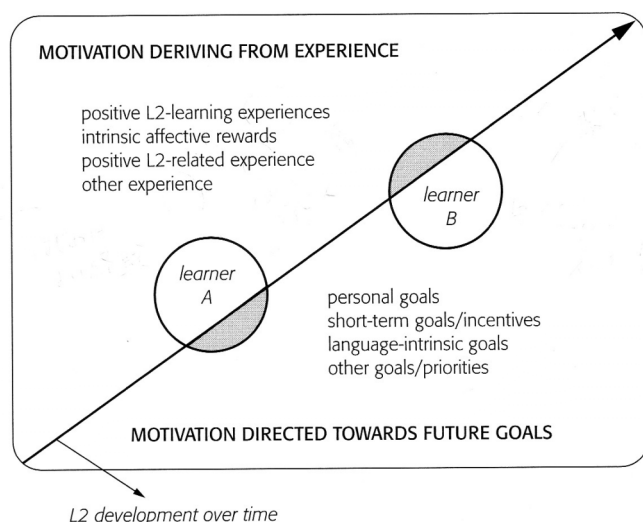 MOTIVATION DERIVING FROM EXPERIENCE
positive L2-learning experiences
intrinsic affective rewards
positive L2-related experience
other experience
learner
B
learner
A
personal goals
short-term goals/incentives
language-intrinsic goals
other goals/priorities
MOTIVATION DIRECTED TOWARDS FUTURE GOALS
L2 development over time